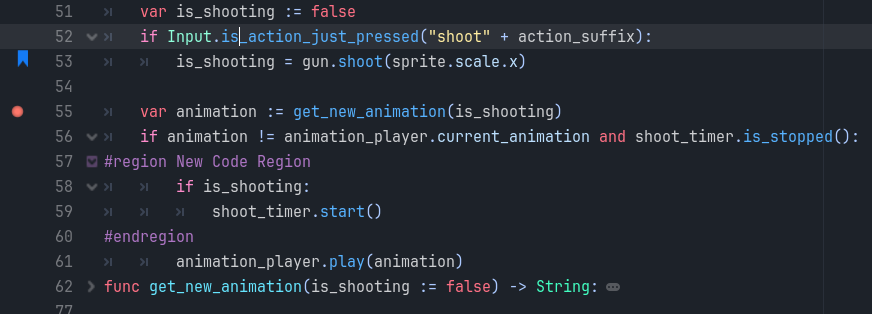 51 var is_shooting := false
52 if Input.is_action_just_pressed("shoot" + action_suffix):
53 is_shooting = gun.shoot(sprite.scale.x)
54
55 var animation := get_new_animation(is_shooting)
56 if animation != animation_player.current_animation and shoot_timer.is_stopped():
57 #region New Code Region
58 if is_shooting:
59 shoot_timer.start()
60 #endregion
61 animation_player.play(animation)
62 func get_new_animation(is_shooting := false) -> String:
77